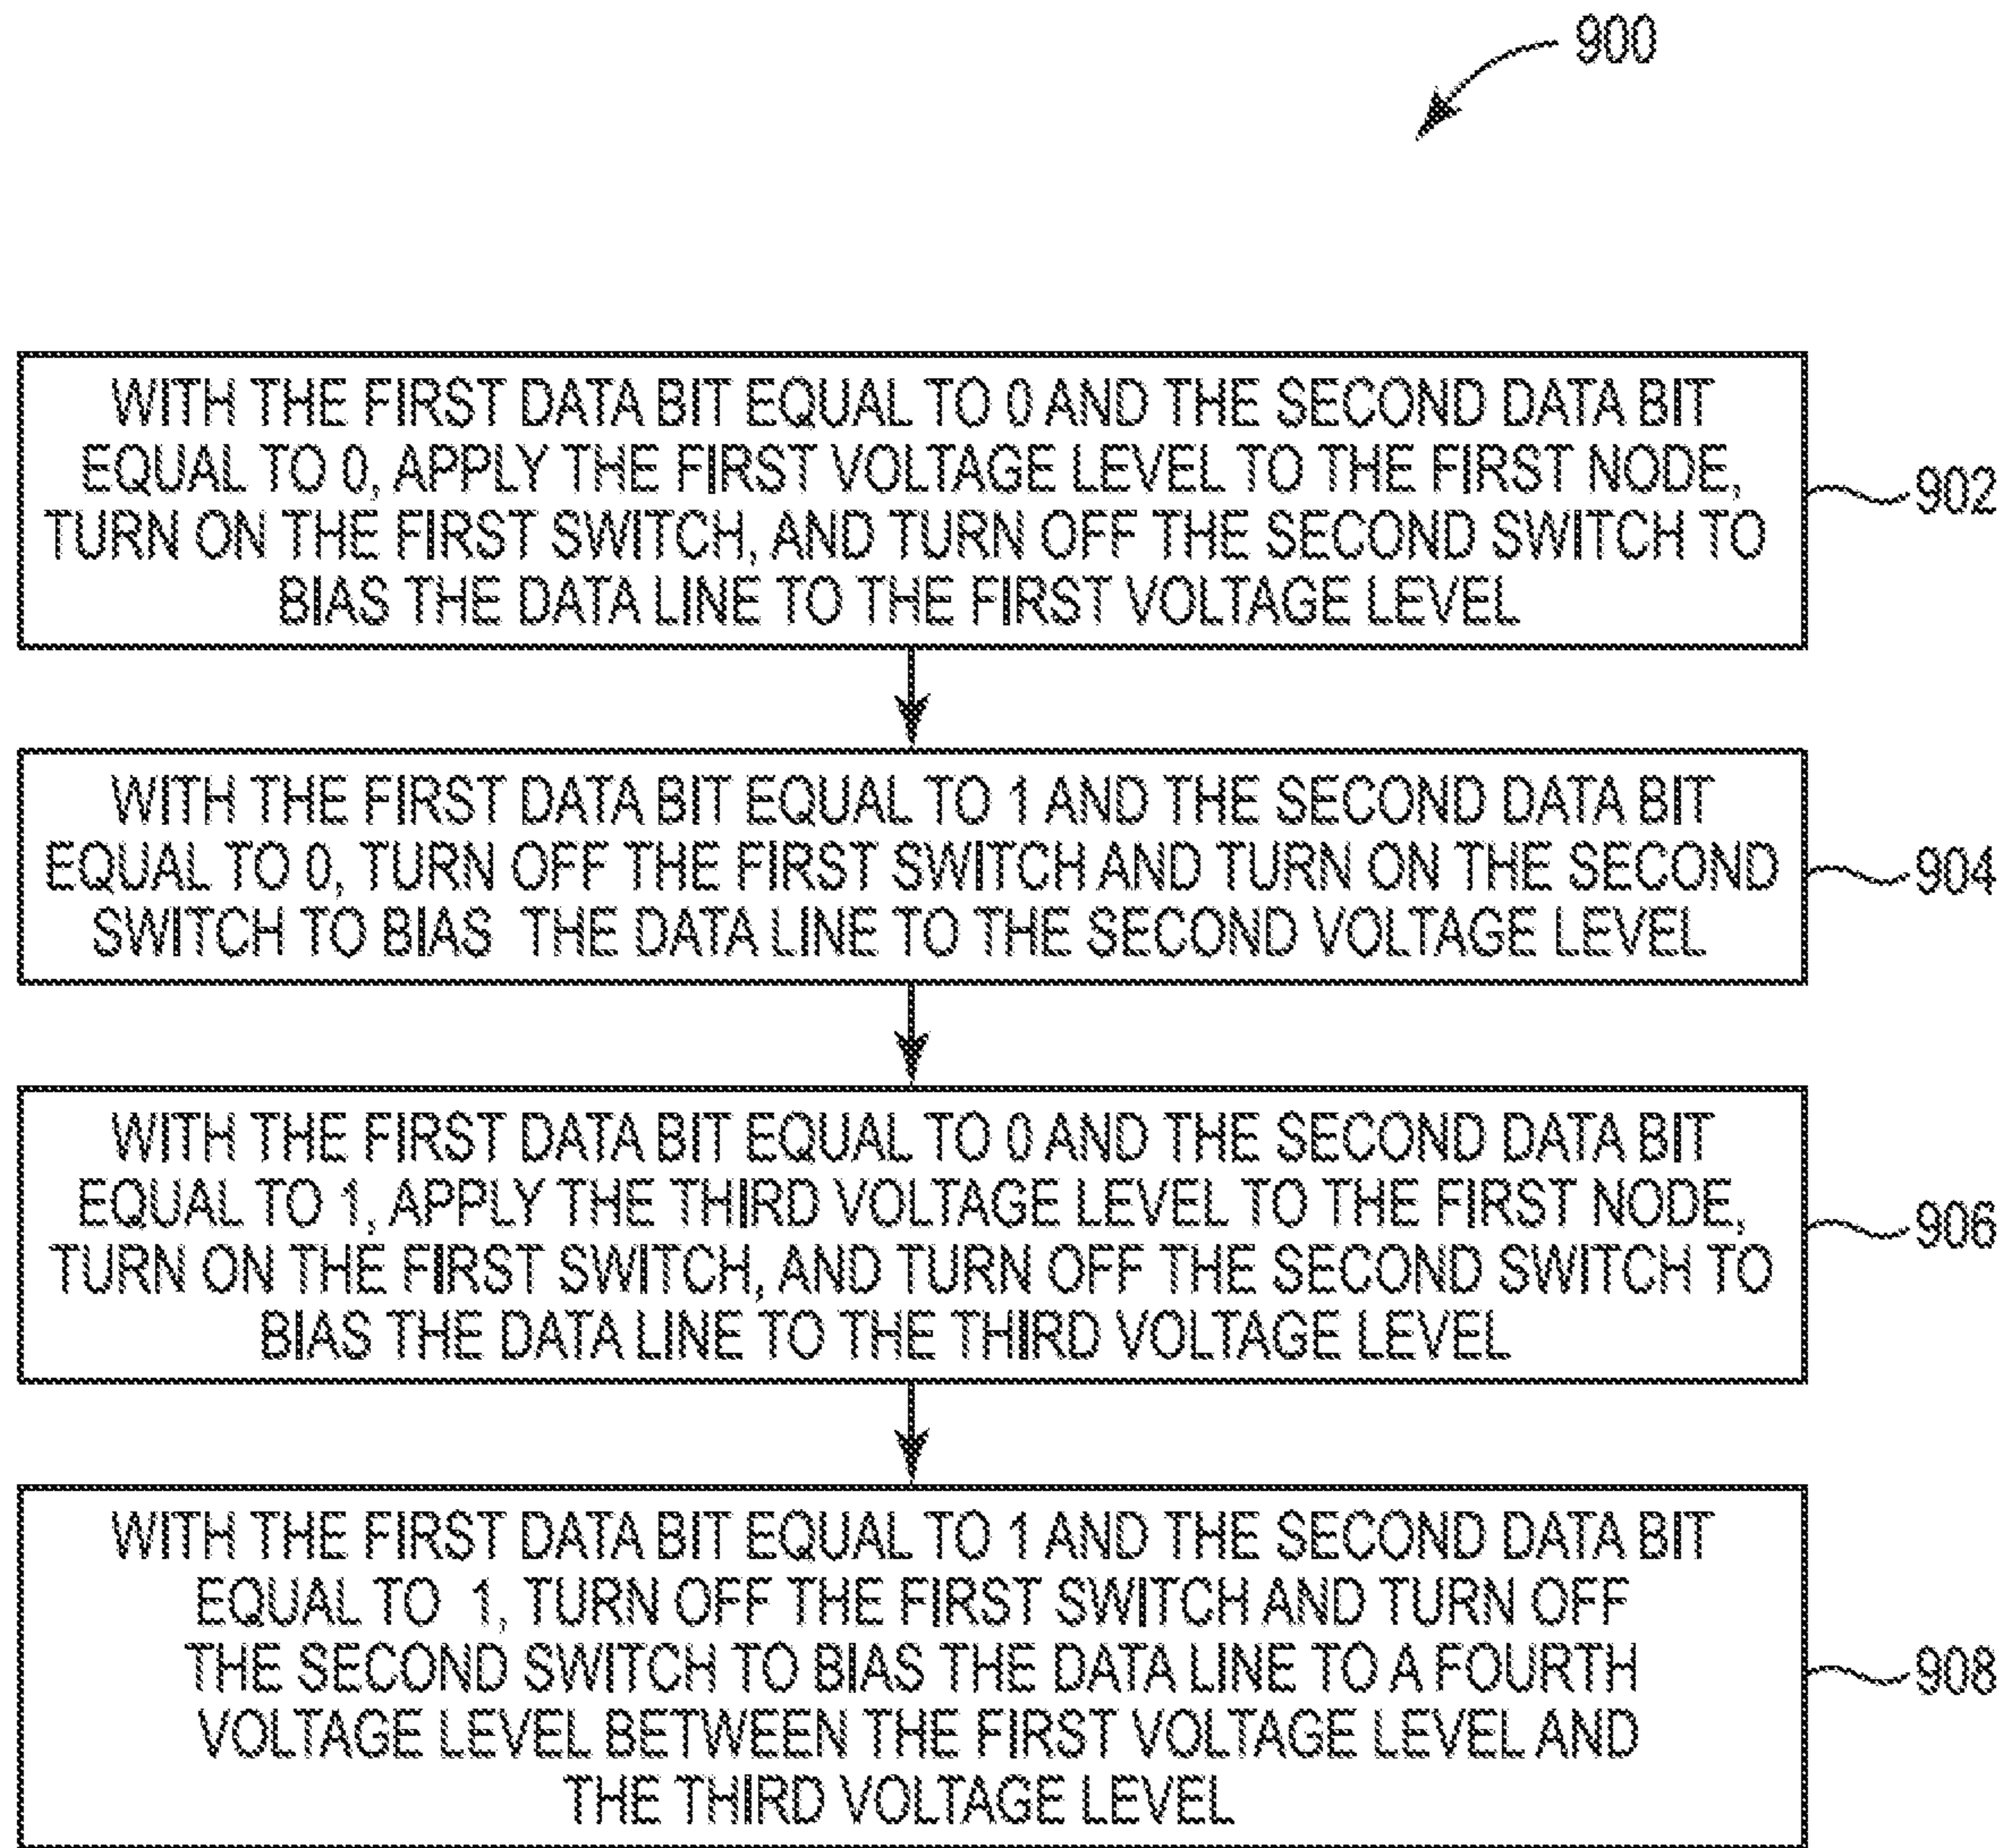 900
WITH THE FIRST DATA BIT EQUAL TO 0 AND THE SECOND DATA BIT
EQUAL TO 0, APPLY THE FIRST VOLTAGE LEVEL TO THE FIRST NODE,
TURN ON THE FIRST SWITCH, AND TURN OFF THE SECOND SWITCH TO
BIAS THE DATA LINE TO THE FIRST VOLTAGE LEVEL
902
WITH THE FIRST DATA BIT EQUAL TO 1 AND THE SECOND DATA BIT
EQUAL TO 0, TURN OFF THE FIRST SWITCH AND TURN ON THE SECOND
SWITCH TO BIAS THE DATA LINE TO THE SECOND VOLTAGE LEVEL
904
WITH THE FIRST DATA BIT EQUAL TO 0 AND THE SECOND DATA BIT
EQUAL TO 1, APPLY THE THIRD VOLTAGE LEVEL TO THE FIRST NODE,
TURN ON THE FIRST SWITCH, AND TURN OFF THE SECOND SWITCH TO
BIAS THE DATA LINE TO THE THIRD VOLTAGE LEVEL
906
WITH THE FIRST DATA BIT EQUAL TO 1 AND THE SECOND DATA BIT
EQUAL TO 1, TURN OFF THE FIRST SWITCH AND TURN OFF
THE SECOND SWITCH TO BIAS THE DATA LINE TO A FOURTH
VOLTAGE LEVEL BETWEEN THE FIRST VOLTAGE LEVEL AND
THE THIRD VOLTAGE LEVEL
908